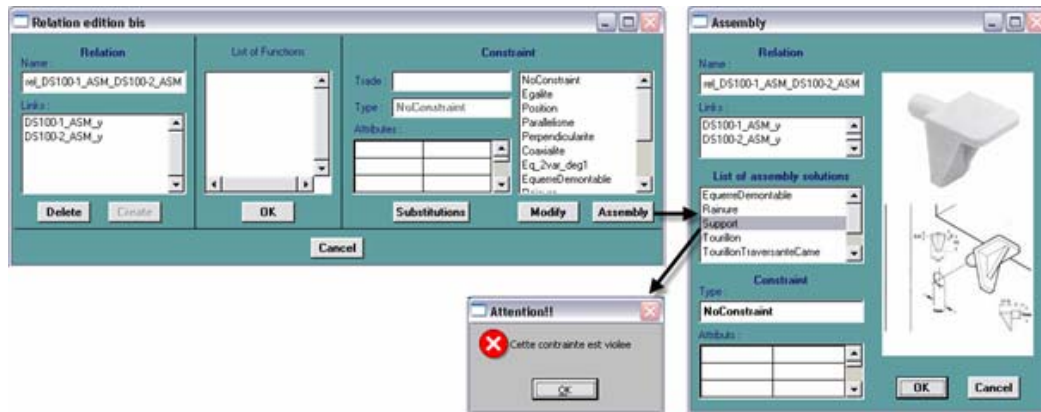 Relation edition bis
Relation
Name :
rel_DS100-1_ASM_DS100-2_ASM
Links :
DS100-1_ASM_y
DS100-2_ASM_y
Delete
Create
List of Functions
OK
Constraint
Trade :
Type :
NoConstraint
Attributes :
NoConstraint
Egalite
Position
Parallelisme
Perpendicularite
Coaxialite
Eq_2var_deg1
EquerreDemontable
Rainure
Substitutions
Modify
Assembly
Cancel
Attention!!
Cette contrainte est violee
OK
Assembly
Relation
Name :
rel_DS100-1_ASM_DS100-2_ASM
Links :
DS100-1_ASM_y
DS100-2_ASM_y
List of assembly solutions
EquerreDemontable
Rainure
Support
Tourillon
TourillonTraversanteCame
Constraint
Type :
NoConstraint
Attributs :
OK
Cancel